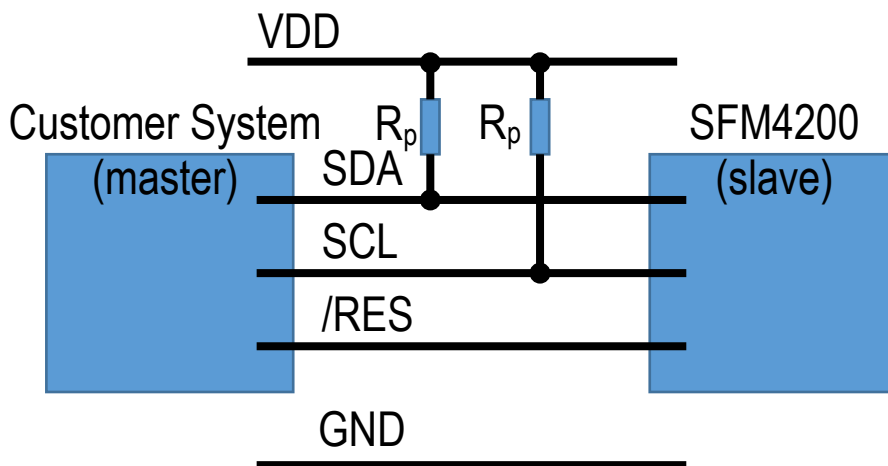 VDD
Customer System
(master)
Rp
Rp
SFM4200
(slave)
SDA
SCL
/RES
GND